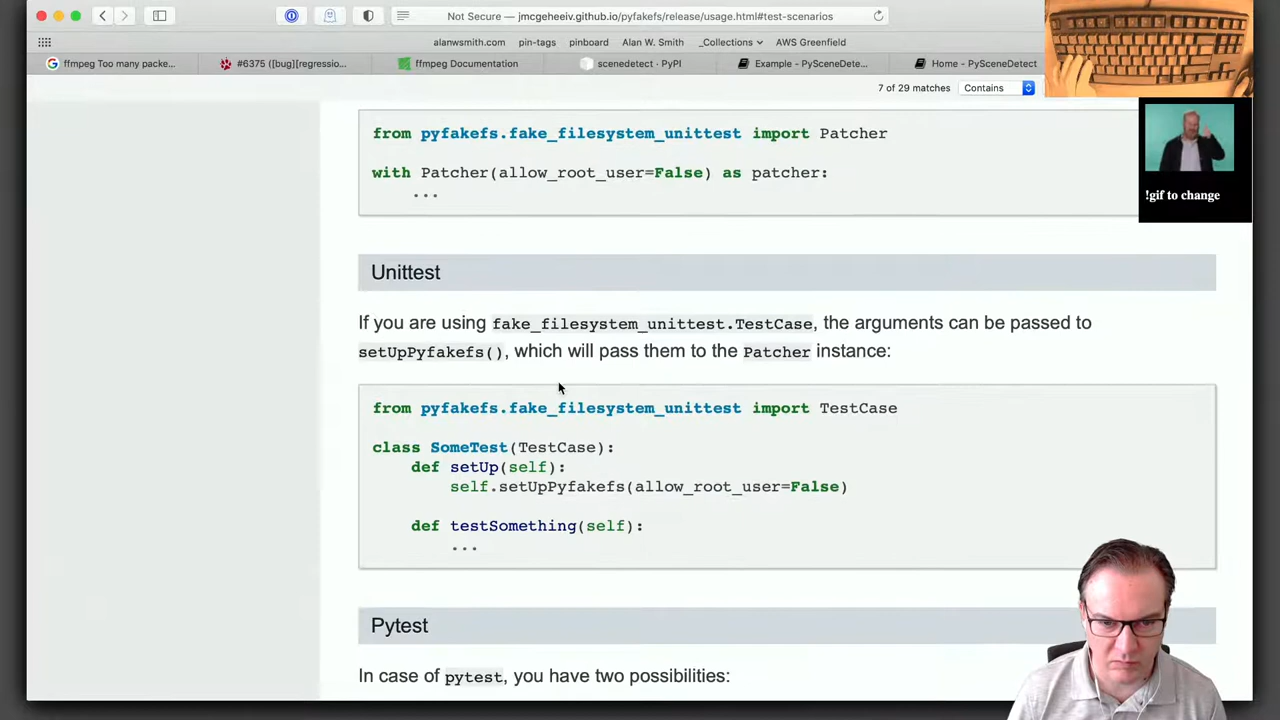 Not Secure — jmcgeheeiv.github.io/pyfakefs/release/usage.html#test-scenarios
alanwsmith.com pin-tags pinboard Alan W. Smith _Collections AWS Greenfield
ffmpeg Too many packe... #6375 ([bug][regressio... ffmpeg Documentation scenedetect · PyPI Example - PySceneDete... Home - PySceneDetect
7 of 29 matches Contains
from pyfakefs.fake_filesystem_unittest import Patcher
with Patcher(allow_root_user=False) as patcher:
...
!gif to change
Unittest
If you are using fake_filesystem_unittest.TestCase, the arguments can be passed to
setUpPyfakefs(), which will pass them to the Patcher instance:
from pyfakefs.fake_filesystem_unittest import TestCase
class SomeTest(TestCase):
def setUp(self):
self.setUpPyfakefs(allow_root_user=False)
def testSomething(self):
...
Pytest
In case of pytest, you have two possibilities: